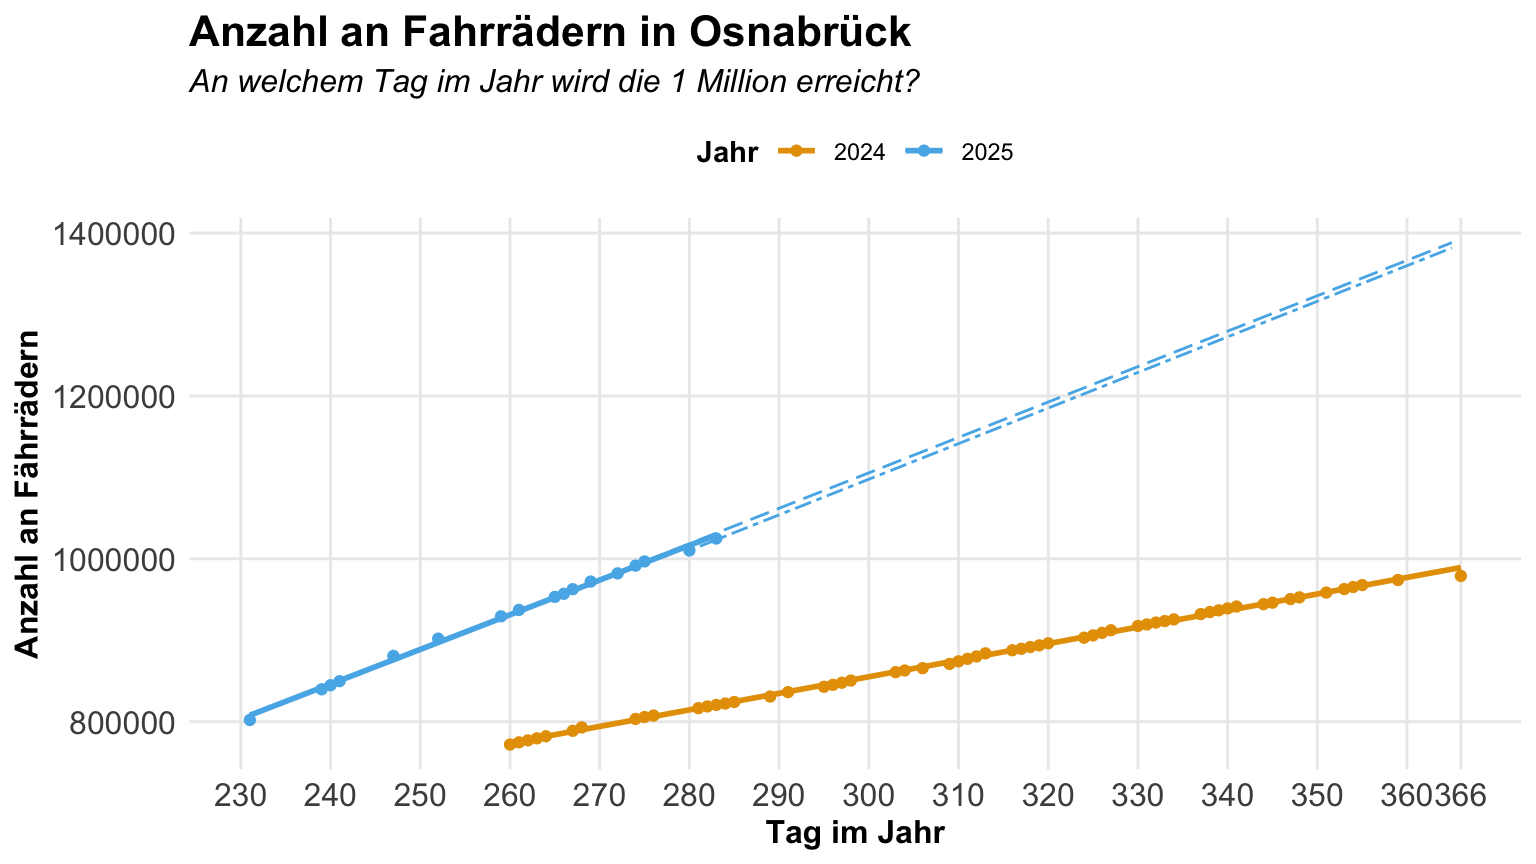 Anzahl an Fahrrädern in Osnabrück
An welchem Tag im Jahr wird die 1 Million erreicht?
Jahr 2024 2025
1400000
1200000
1000000
800000
Anzahl an Fährrädern
230 240 250 260 270 280 290 300 310 320 330 340 350 360 366
Tag im Jahr